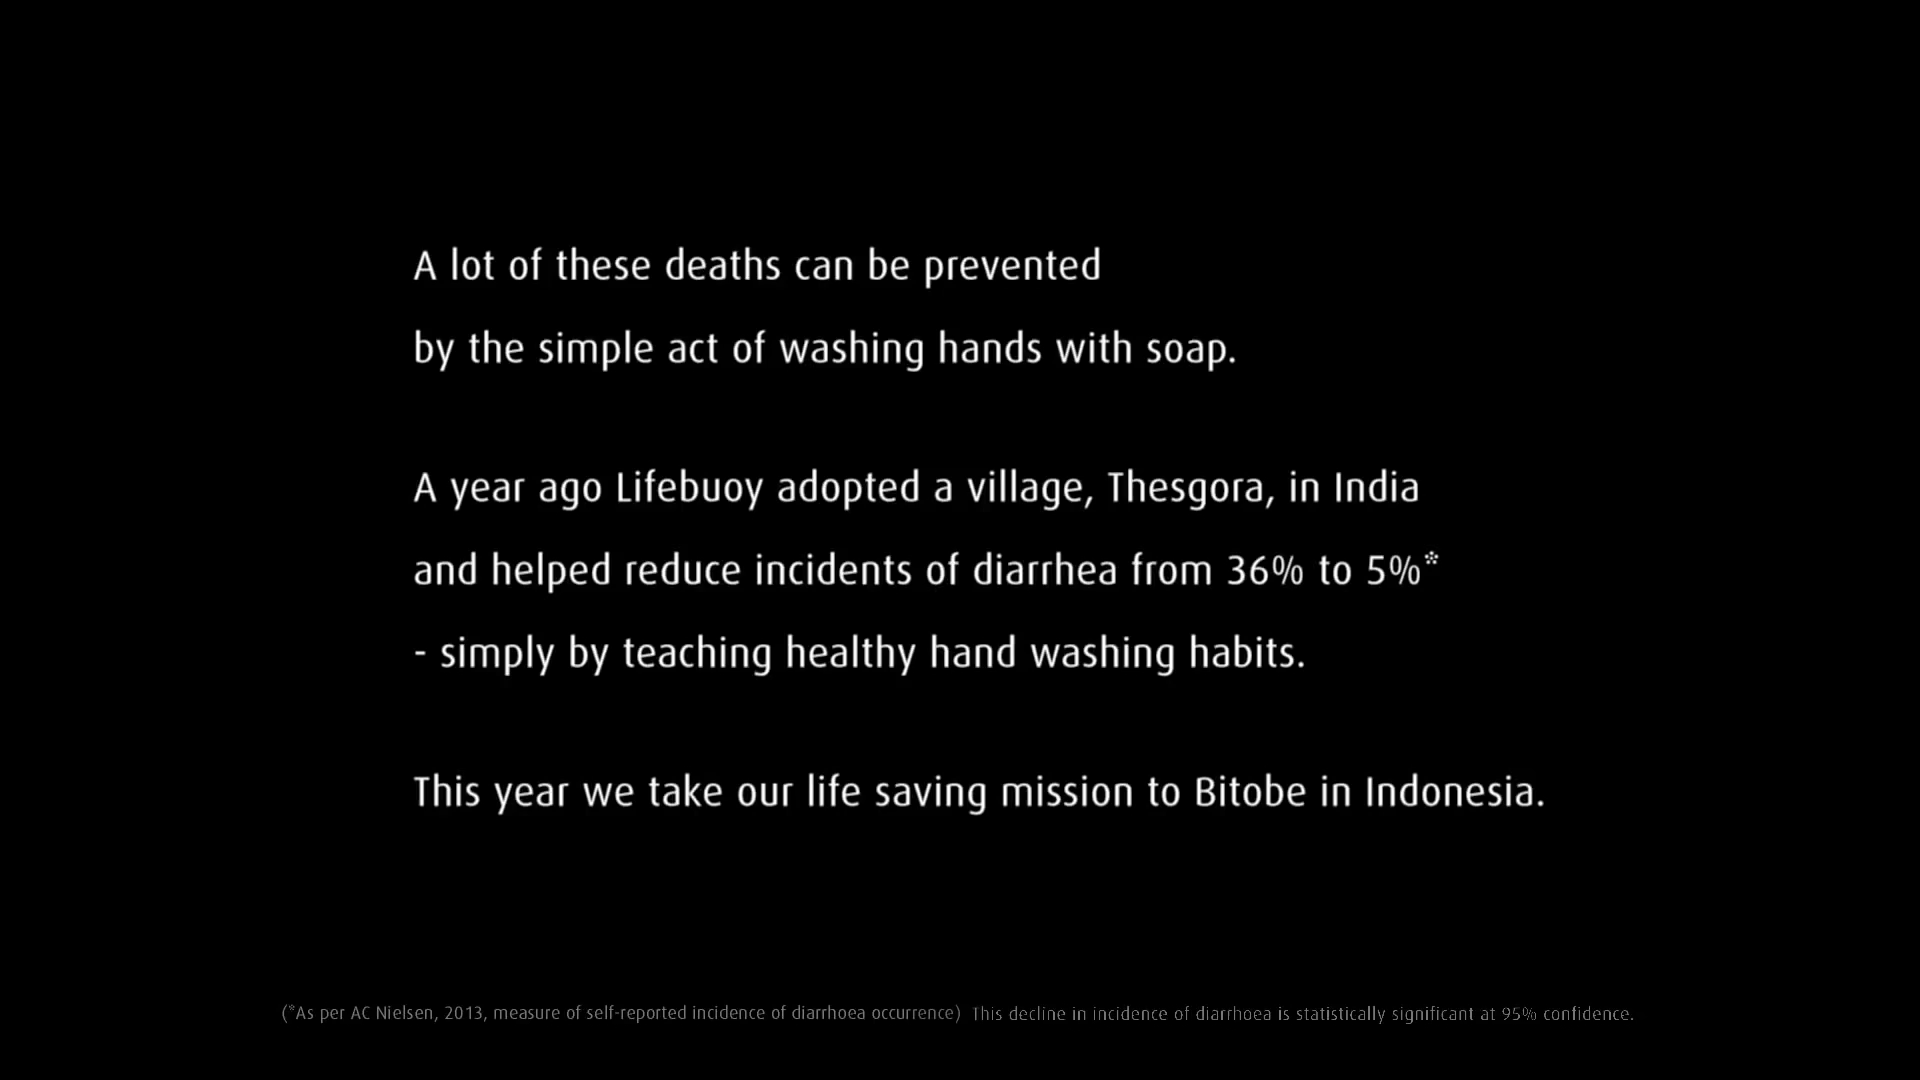 A lot of these deaths can be prevented
by the simple act of washing hands with soap.
A year ago Lifebuoy adopted a village, Thesgora, in India
and helped reduce incidents of diarrhea from 36% to 5%*
- simply by teaching healthy hand washing habits.
This year we take our life saving mission to Bitobe in Indonesia.
(*As per AC Nielsen, 2013, measure of self-reported incidence of diarrhoea occurrence) This decline in incidence of diarrhoea is statistically significant at 95% confidence.